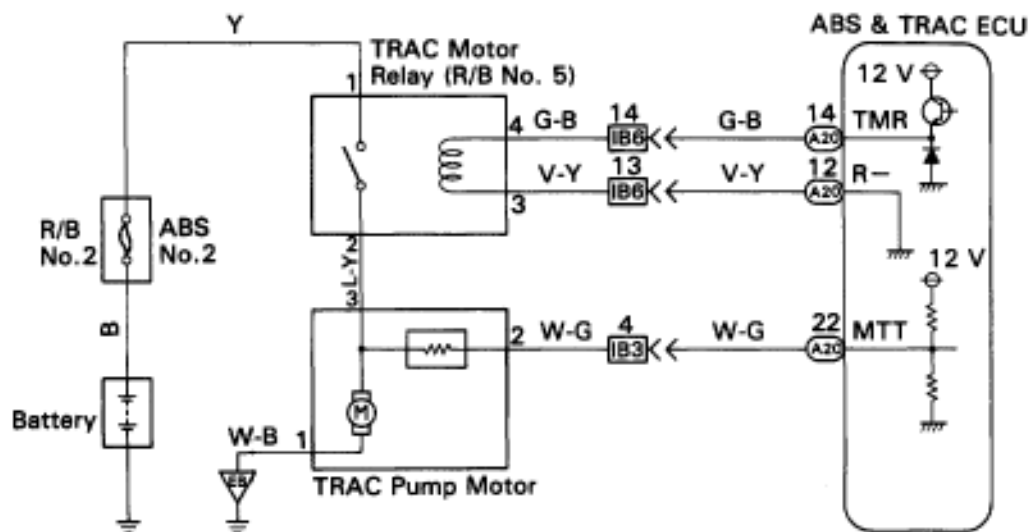 ABS & TRAC ECU
Y
TRAC Motor
Relay (R/B No. 5)
1
12 V
4
G-B
14
IB6
G-B
14
A20
TMR
V-Y
13
IB6
V-Y
12
A20
R−
3
R/B
No.2
ABS
No.2
2
L-Y
3
12 V
B
2
W-G
4
IB3
W-G
22
A20
MTT
Battery
M
W-B
1
TRAC Pump Motor